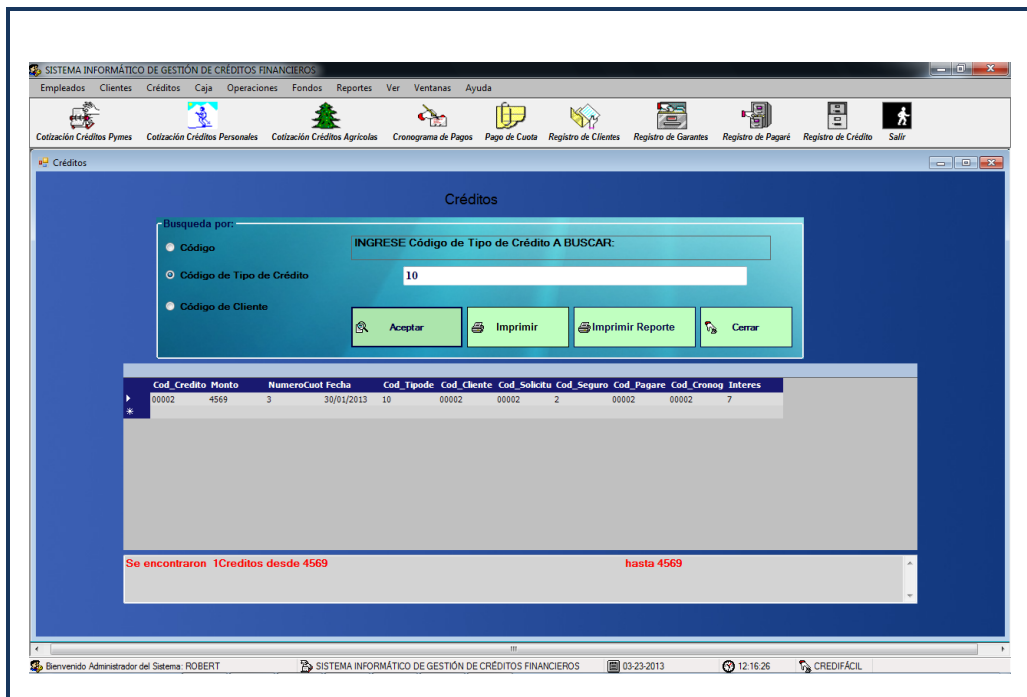 SISTEMA INFORMÁTICO DE GESTIÓN DE CRÉDITOS FINANCIEROS
Empleados Clientes Créditos Caja Operaciones Fondos Reportes Ver Ventanas Ayuda
Cotización Créditos Pymes Cotización Créditos Personales Cotización Créditos Agrícolas Cronograma de Pagos Pago de Cuota Registro de Clientes Registro de Garantes Registro de Pagaré Registro de Crédito Salir
Créditos
Créditos
Busqueda por:
Código
INGRESE Código de Tipo de Crédito A BUSCAR:
Código de Tipo de Crédito
10
Código de Cliente
Aceptar Imprimir Imprimir Reporte Cerrar
Cod_Credito Monto NumeroCuot Fecha Cod_Tipode Cod_Cliente Cod_Solicitu Cod_Seguro Cod_Pagare Cod_Cronog Interes
00002 4569 3 30/01/2013 10 00002 00002 2 00002 00002 7
Se encontraron 1Creditos desde 4569 hasta 4569
Bienvenido Administrador del Sistema: ROBERT SISTEMA INFORMÁTICO DE GESTIÓN DE CRÉDITOS FINANCIEROS 03-23-2013 12:16:26 CREDIFÁCIL